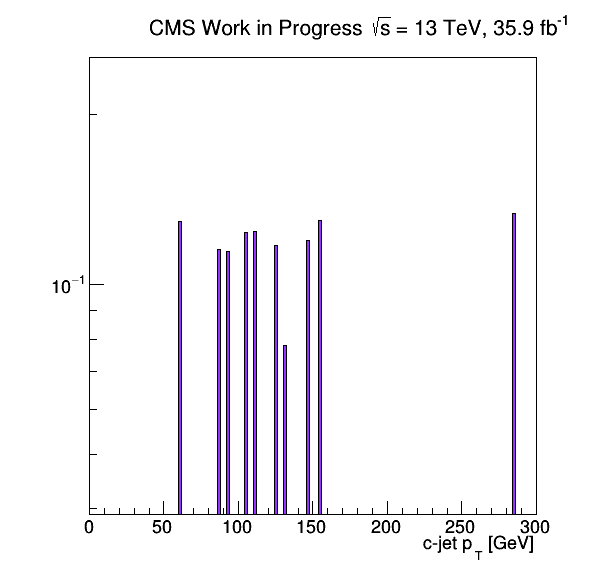 CMS Work in Progress √s = 13 TeV, 35.9 fb⁻¹
10⁻¹
0 50 100 150 200 250 300
c-jet p_T [GeV]